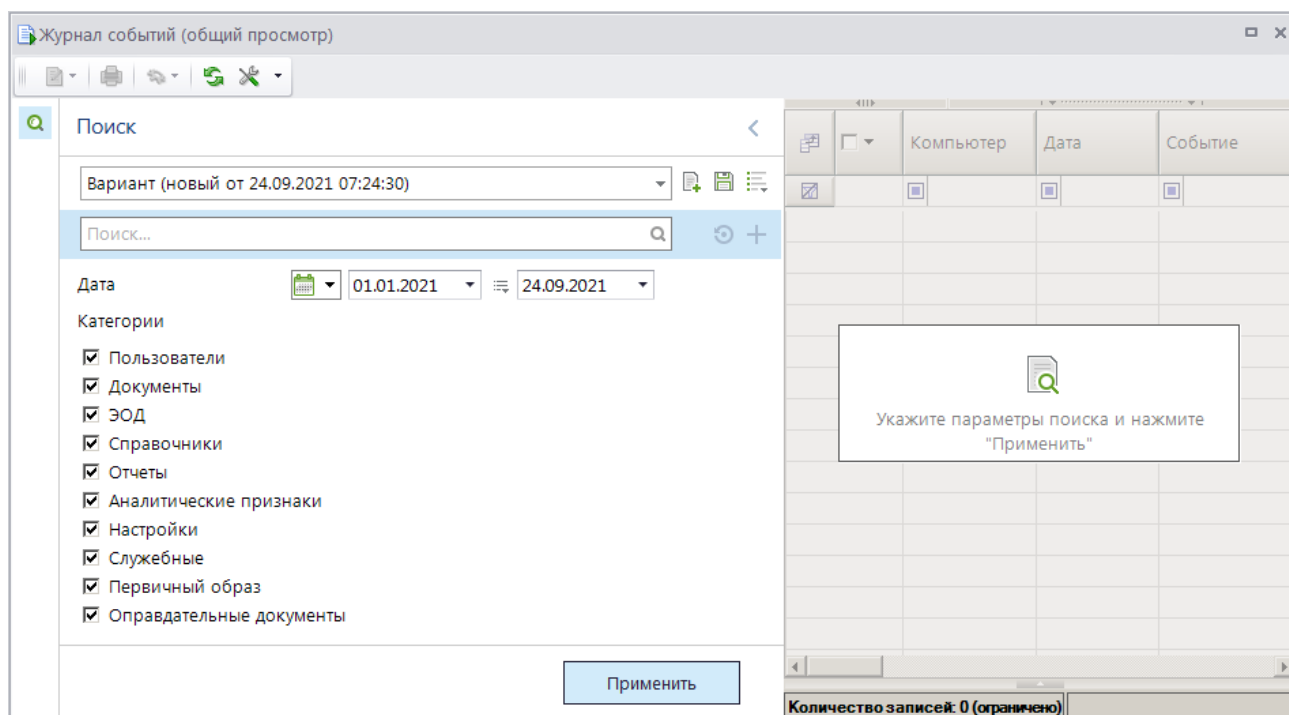 Журнал событий (общий просмотр)
Поиск
Вариант (новый от 24.09.2021 07:24:30)
Поиск...
Дата 01.01.2021 24.09.2021
Категории
Пользователи
Документы
ЭОД
Справочники
Отчеты
Аналитические признаки
Настройки
Служебные
Первичный образ
Оправдательные документы
Применить
Компьютер Дата Событие
Укажите параметры поиска и нажмите
"Применить"
Количество записей: 0 (ограничено)